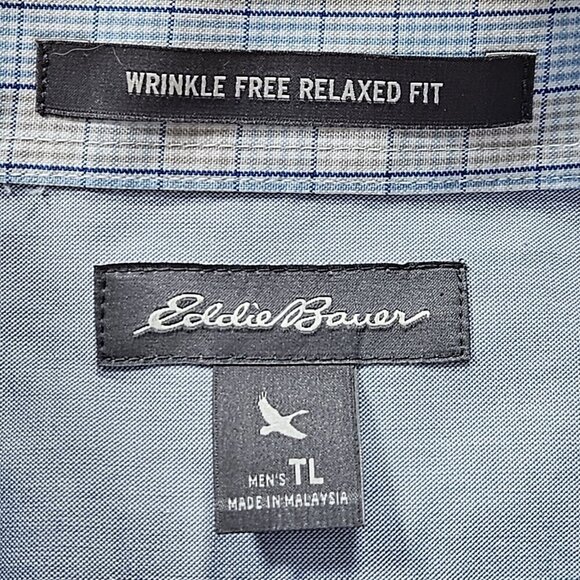 WRINKLE FREE RELAXED FIT
Eddie Bauer
MEN'S TL
MADE IN MALAYSIA